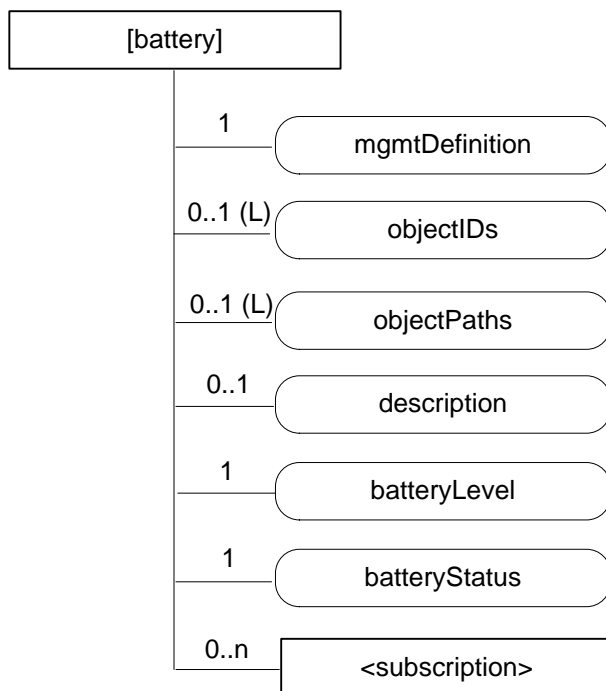 [battery]
1
mgmtDefinition
0..1 (L)
objectIDs
0..1 (L)
objectPaths
0..1
description
1
batteryLevel
1
batteryStatus
0..n
<subscription>